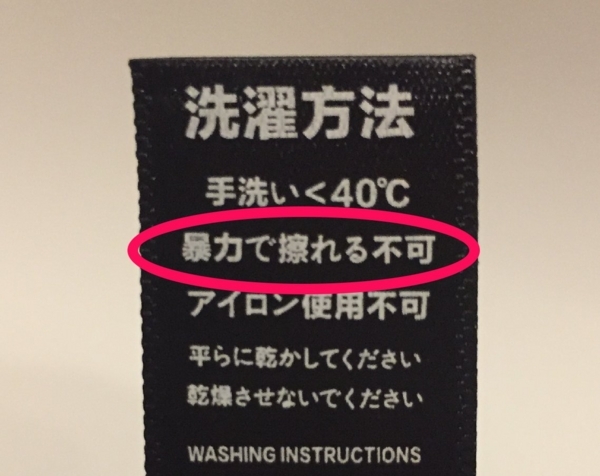 洗濯方法
手洗い<40℃
暴力で擦れる不可
アイロン使用不可
平らに乾かしてください
乾燥させないでください
WASHING INSTRUCTIONS